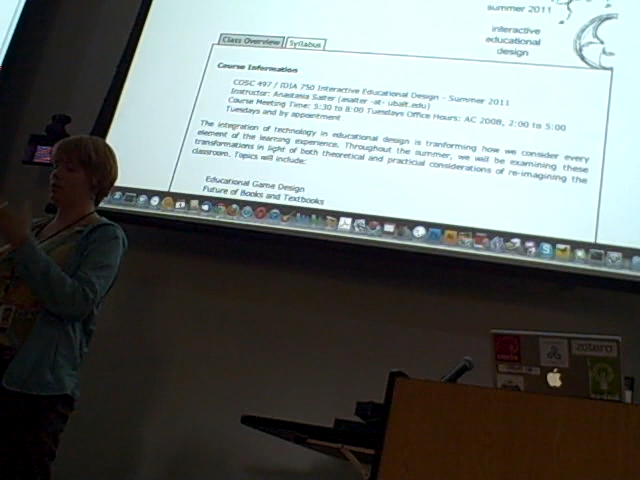 summer 2011
interactive
educational
design
Class Overview Syllabus
Course Information
COSC 497 / IDIA 750 Interactive Educational Design - Summer 2011
Instructor: Anastasia Salter (asalter -at- ubalt.edu)
Course Meeting Time: 5:30 to 8:00 Tuesdays Office Hours: AC 200B, 2:00 to 5:00
Tuesdays and by appointment
The integration of technology in educational design is tranforming how we consider every
element of the learning experience. Throughout the summer, we will be examining these
transformations in light of both theoretical and practicial considerations of re-imagining the
classroom. Topics will include:
Educational Game Design
Future of Books and Textbooks
zotero